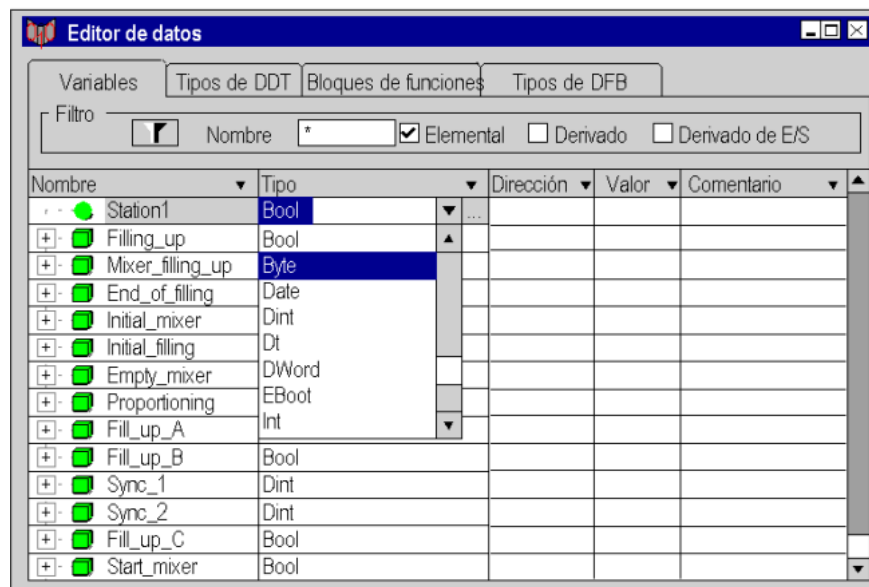 Editor de datos
Variables Tipos de DDT Bloques de funciones Tipos de DFB
Filtro
Nombre * Elemental Derivado Derivado de E/S
Nombre Tipo Dirección Valor Comentario
Station1 Bool ...
Filling_up Bool
Mixer_filling_up Byte
End_of_filling Date
Initial_mixer Dint
Initial_filling Dt
Empty_mixer DWord
Proportioning EBoot
Fill_up_A Int
Fill_up_B Bool
Sync_1 Dint
Sync_2 Dint
Fill_up_C Bool
Start_mixer Bool